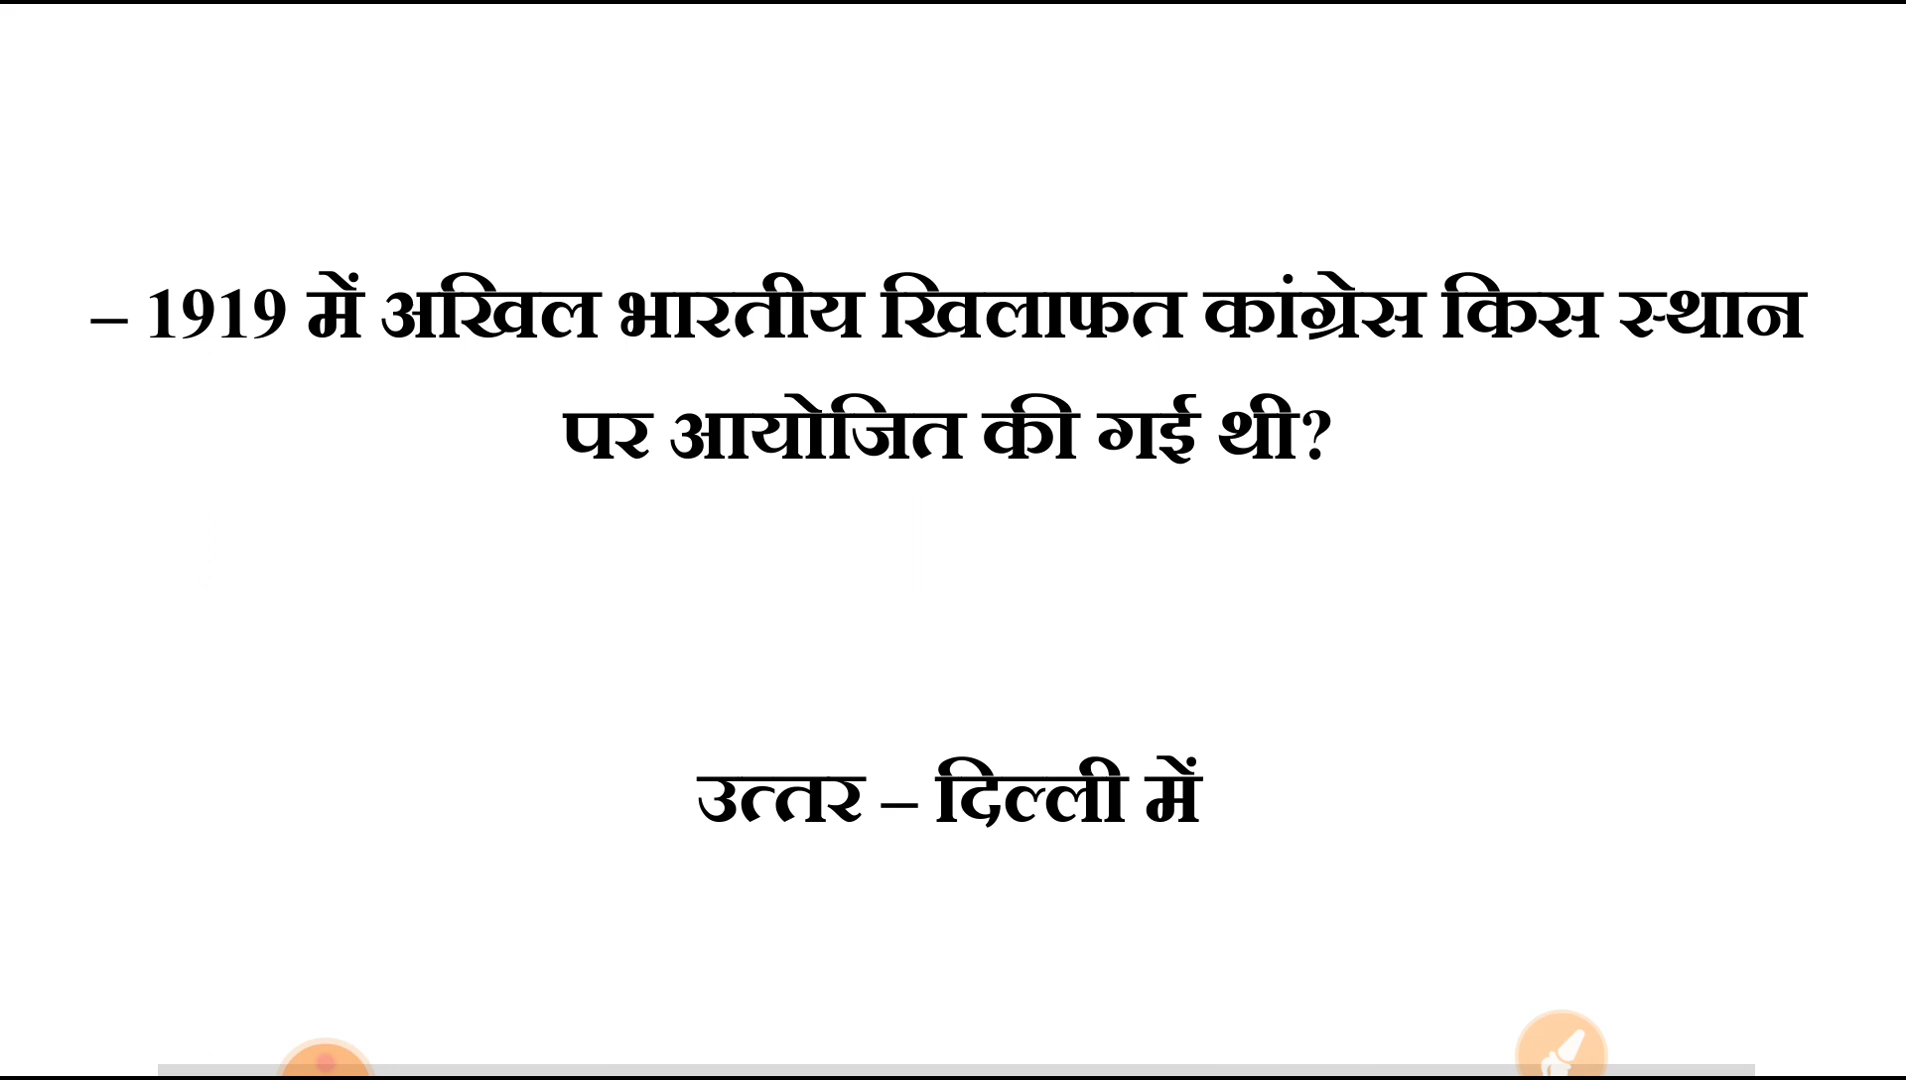 – 1919 में अखिल भारतीय खिलाफत कांग्रेस किस स्थान
पर आयोजित की गई थी?
उत्तर – दिल्ली में